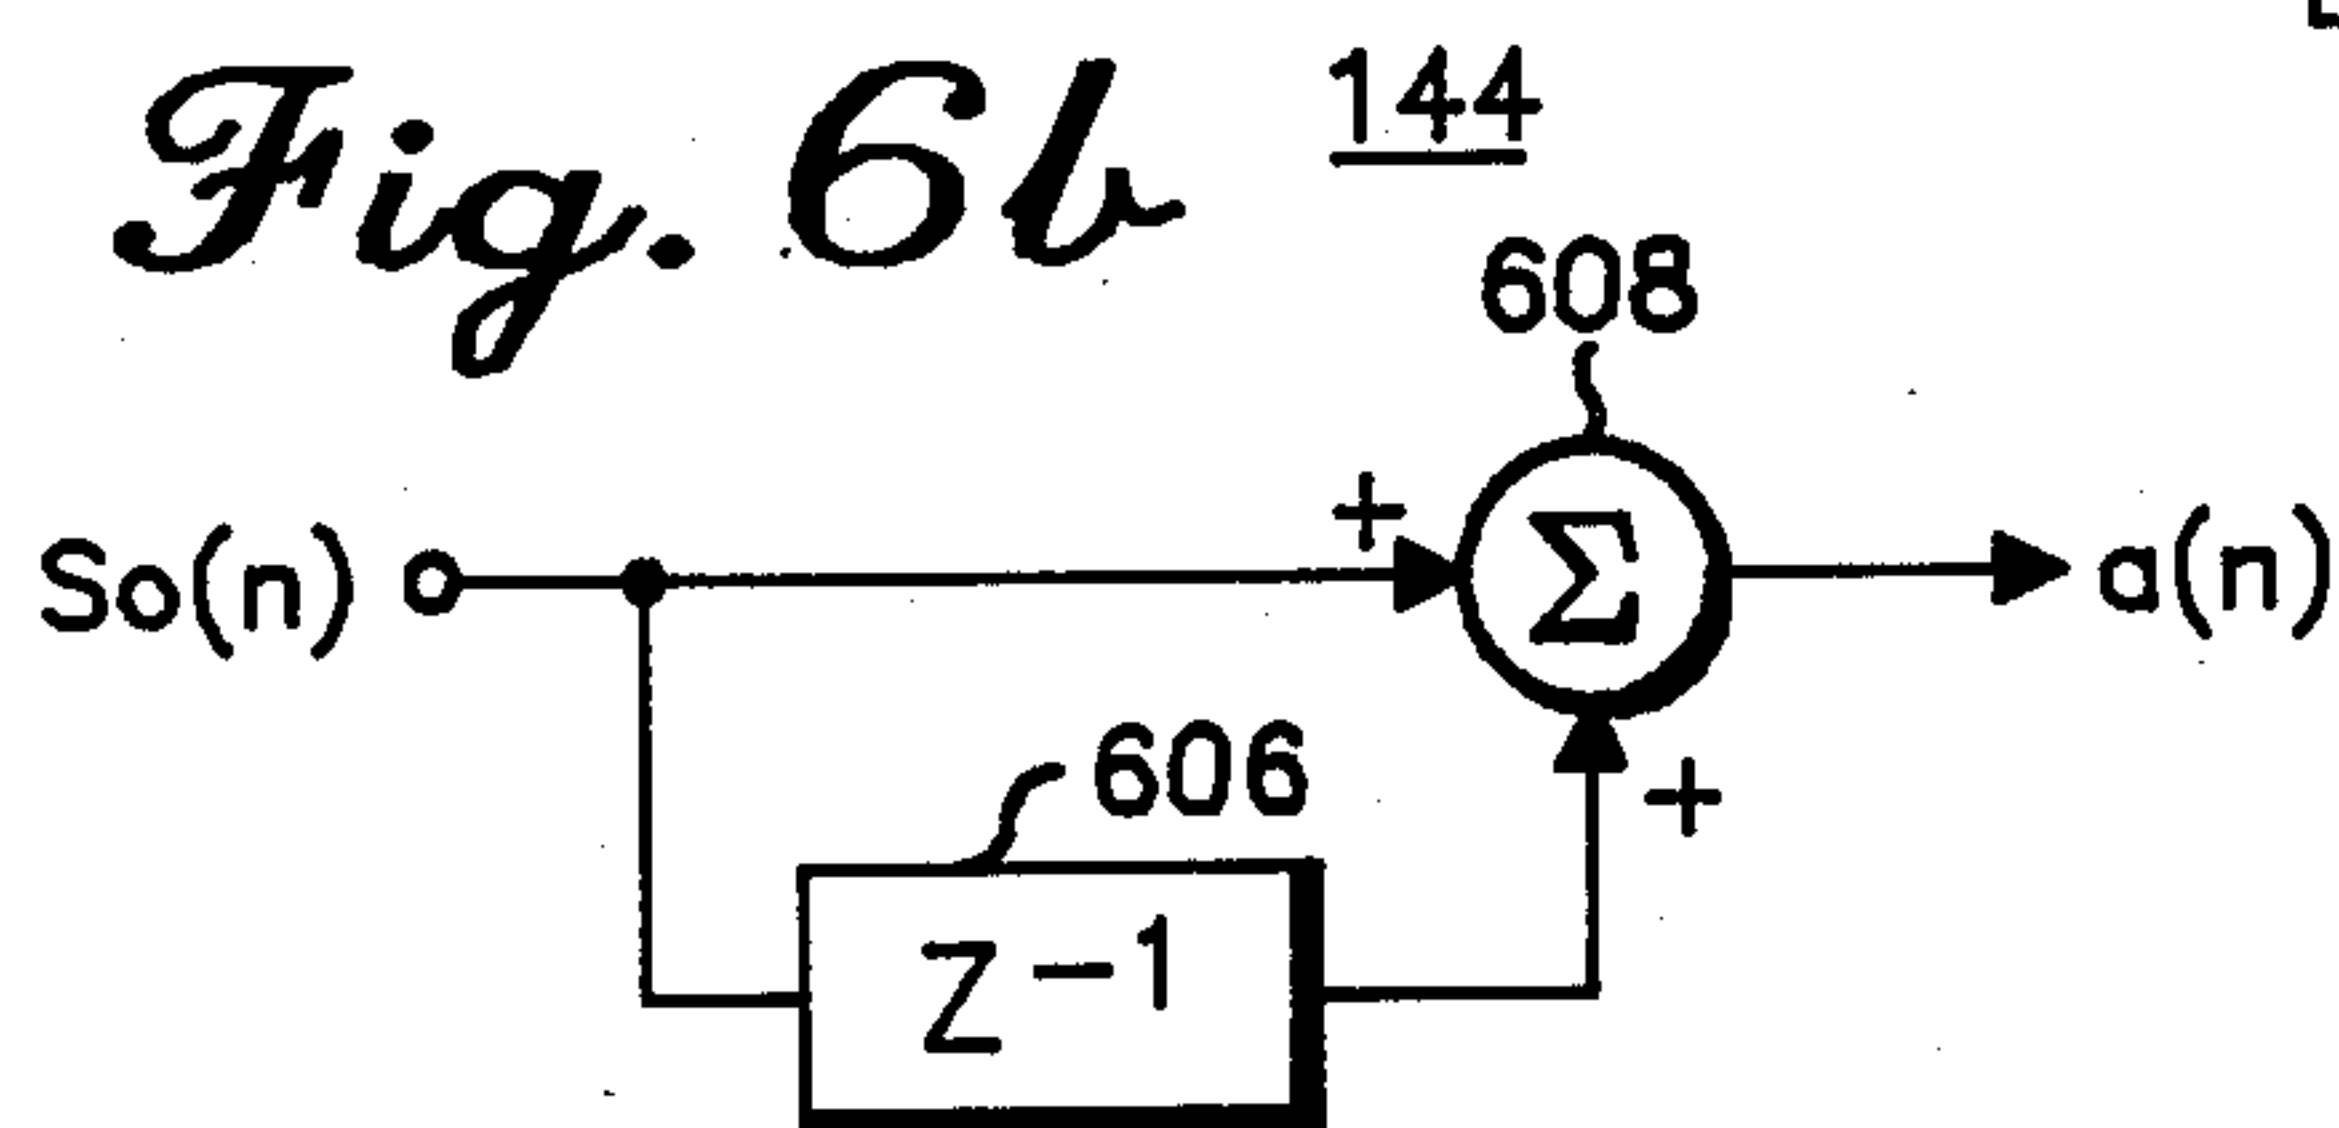 Fig. 6b
144
608
+
So(n)
Σ
a(n)
606
+
Z⁻¹